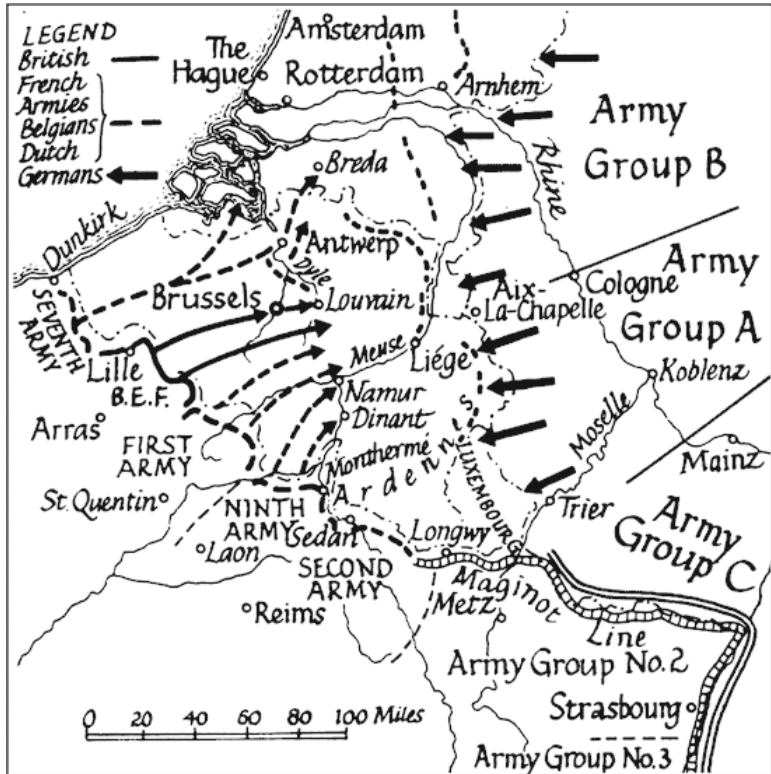 LEGEND
British
French
Armies
Belgians
Dutch
Germans
Amsterdam
The
Hague
Rotterdam
Arnhem
Army
Group B
Rhine
Breda
Dunkirk
Antwerp
Dyle
SEVENTH
ARMY
Brussels
Louvain
Aix-
La-Chapelle
Cologne
Army
Group A
Lille
B.E.F.
Meuse
Liége
Koblenz
Namur
Dinant
Arras
FIRST
ARMY
Monthermé
Ardennes
Moselle
Mainz
LUXEMBOURG
St. Quentin
NINTH
ARMY
Sedan
Longwy
Trier
Army
Group C
Laon
SECOND
ARMY
Maginot
Line
Metz
Reims
Army Group No.2
Strasbourg
0 20 40 60 80 100 Miles
Army Group No.3